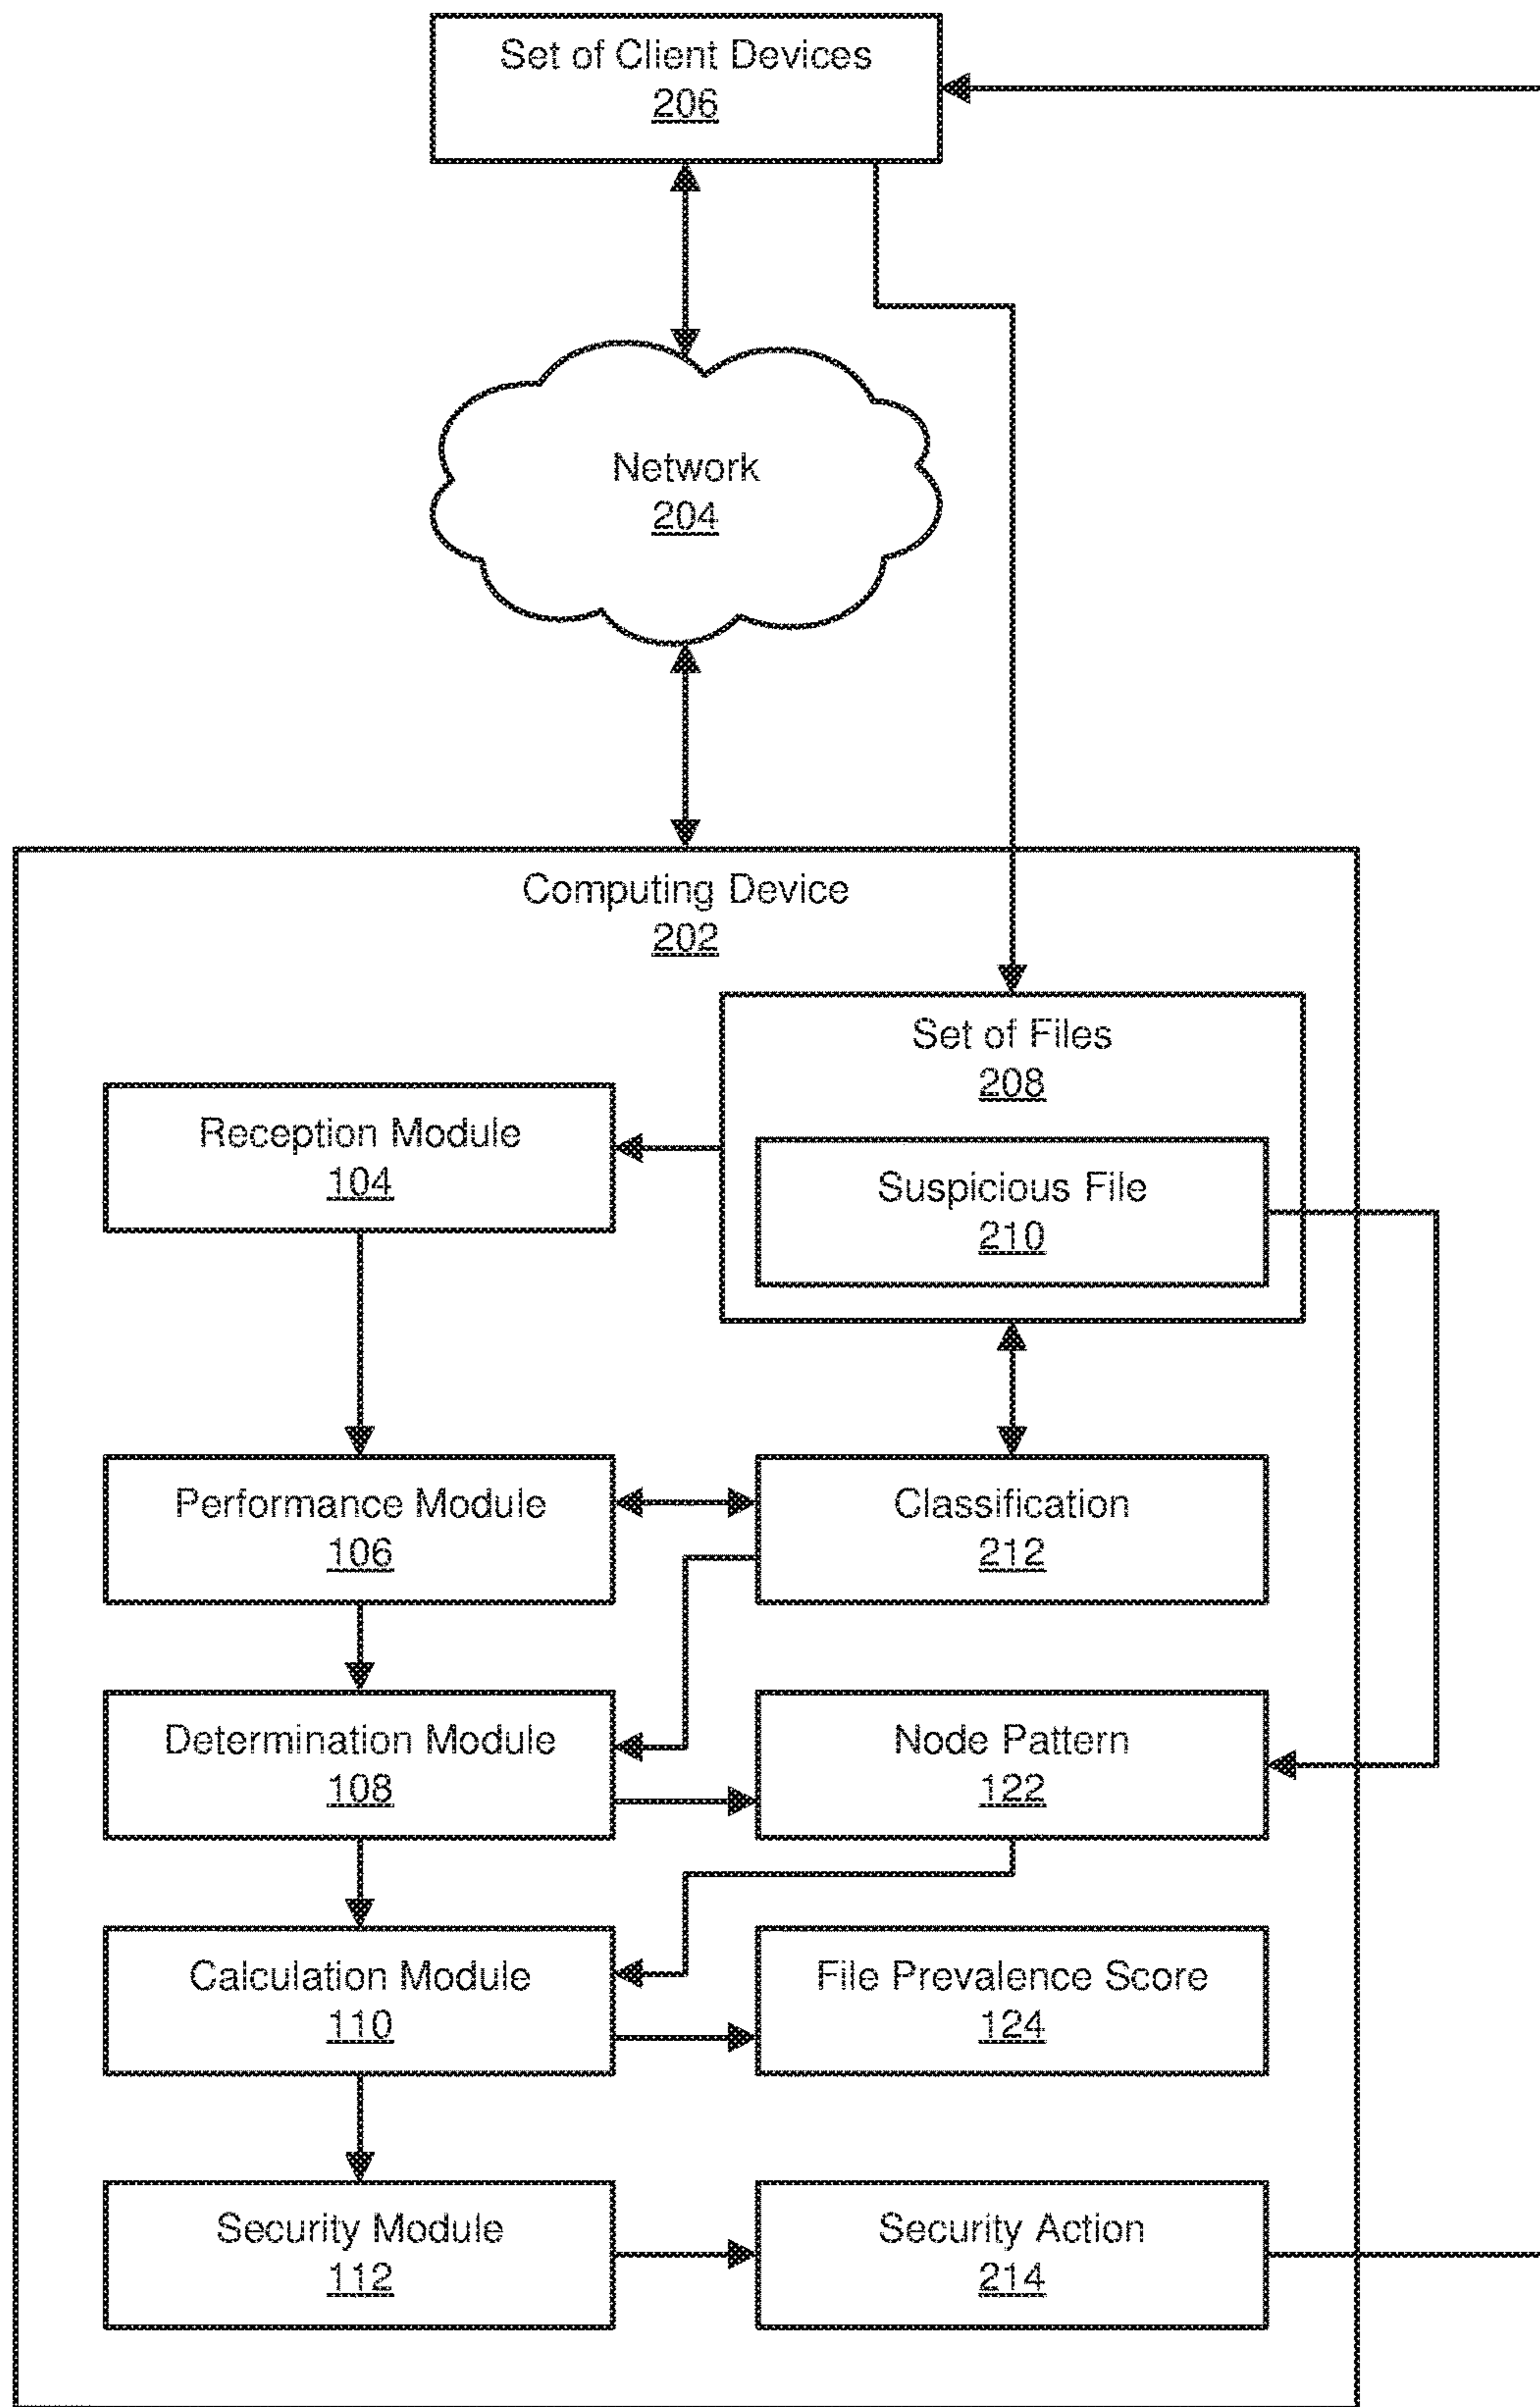 Set of Client Devices
206
Network
204
Computing Device
202
Set of Files
208
Reception Module
104
Suspicious File
210
Performance Module
106
Classification
212
Determination Module
108
Node Pattern
122
Calculation Module
110
File Prevalence Score
124
Security Module
112
Security Action
214